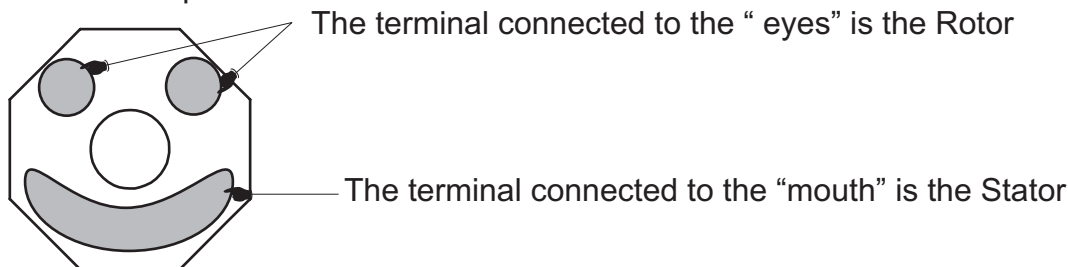 The terminal connected to the “ eyes” is the Rotor
The terminal connected to the “mouth” is the Stator